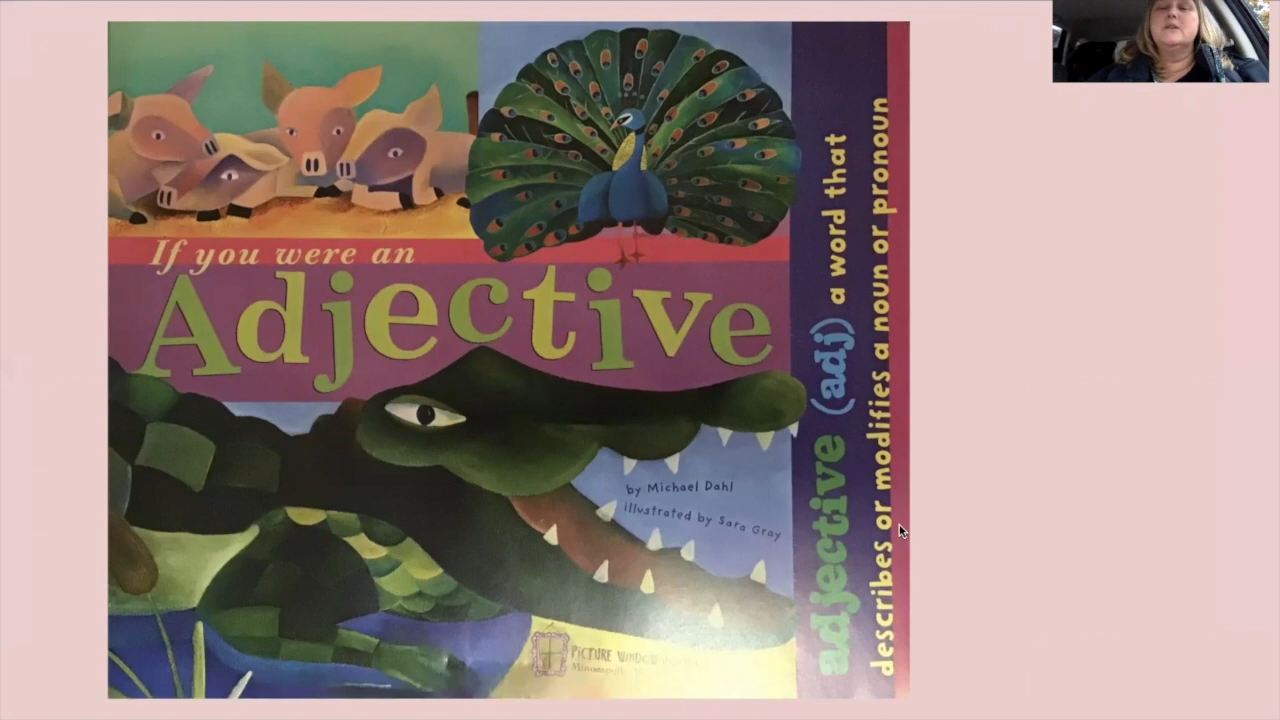 If you were an
Adjective
by Michael Dahl
illustrated by Sara Gray
PICTURE WINDOW
adjective (adj) a word that
describes or modifies a noun or pronoun